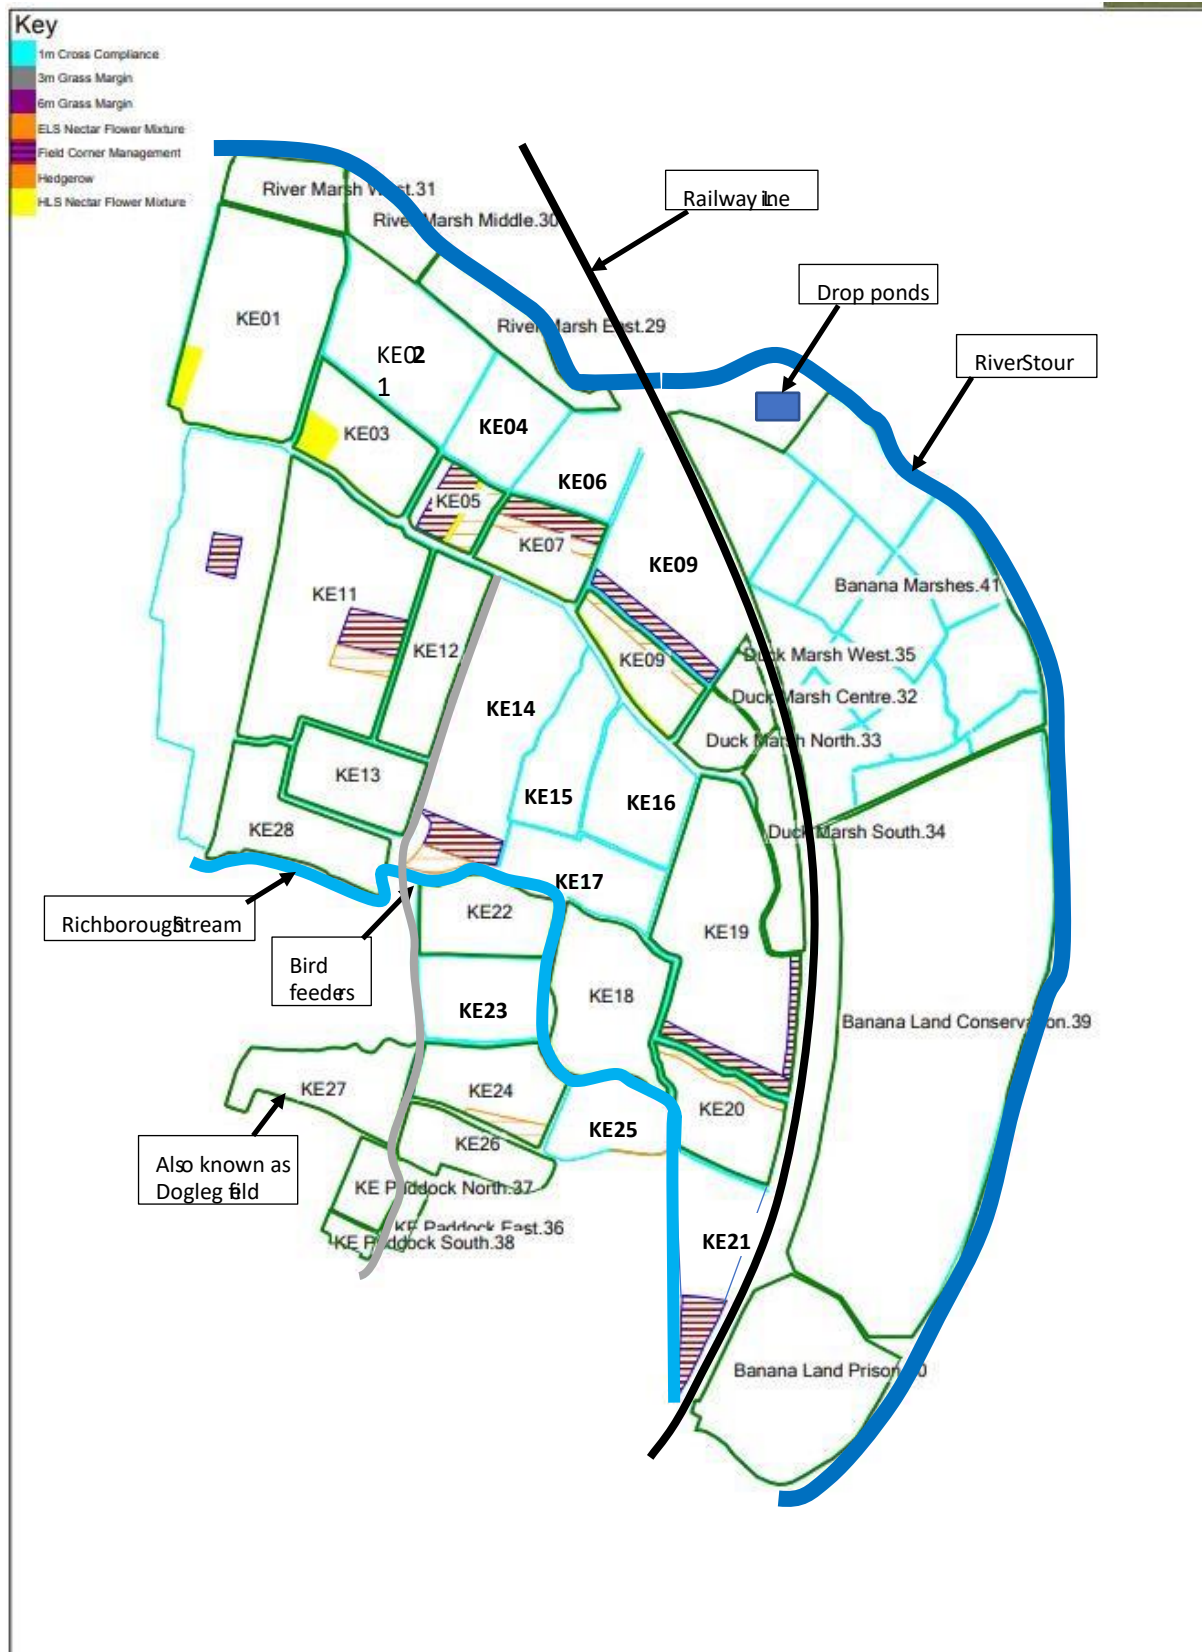 Key
1m Cross Compliance
3m Grass Margin
6m Grass Margin
ELS Nectar Flower Mixture
Field Corner Management
Hedgerow
HLS Nectar Flower Mixture
River Marsh West.31
River Marsh Middle.30
Railway line
Drop ponds
KE01
River Marsh East.29
RiverStour
KE02
1
KE03
KE04
KE06
KE05
KE07
KE09
Banana Marshes.41
KE11
KE12
KE09
Duck Marsh West.35
Duck Marsh Centre.32
KE14
Duck Marsh North.33
KE13
KE15
KE16
KE28
Duck Marsh South.34
KE17
Richborough Stream
KE22
KE19
Bird
feeders
KE18
KE23
Banana Land Conservation.39
KE27
KE24
KE20
KE25
KE26
Also known as
Dogleg field
KE Paddock North.37
KE Paddock East.36
KE Paddock South.38
KE21
Banana Land Prison.40